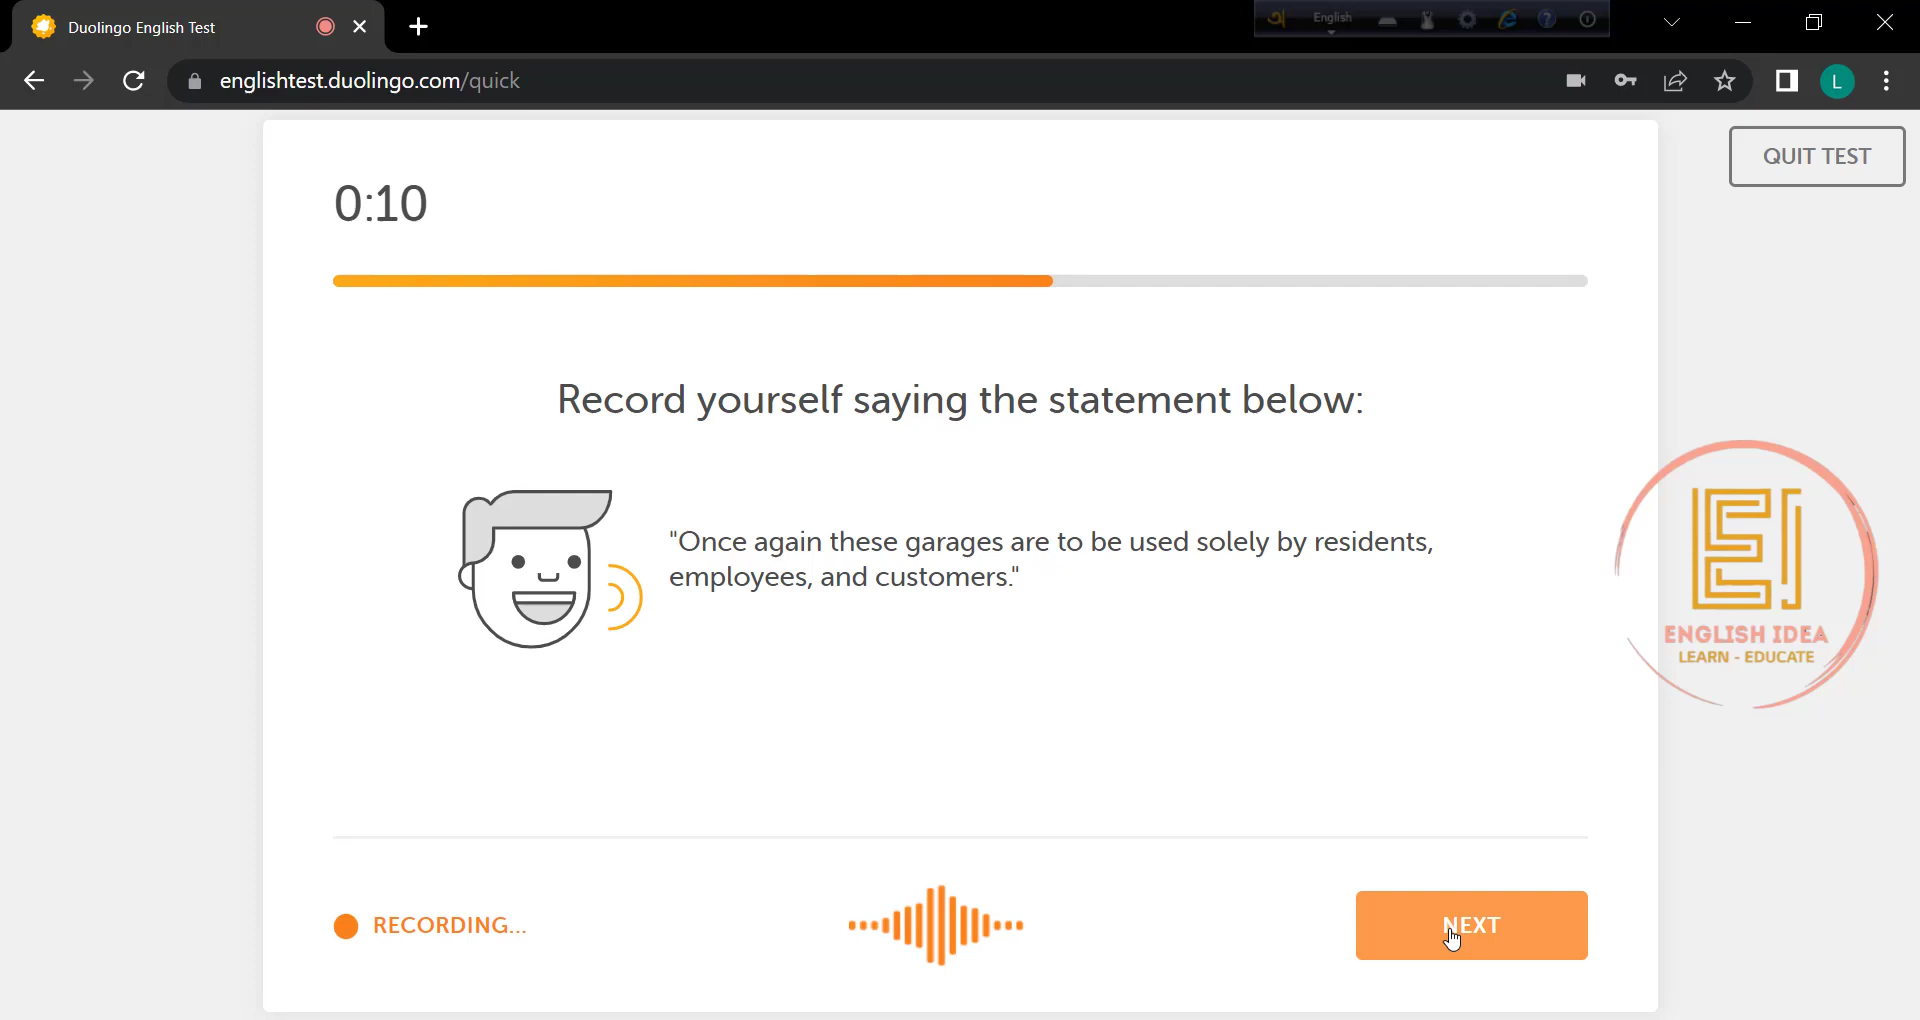 Duolingo English Test
English
englishtest.duolingo.com/quick
L
QUIT TEST
0:10
Record yourself saying the statement below:
"Once again these garages are to be used solely by residents,
employees, and customers."
EI
ENGLISH IDEA
LEARN - EDUCATE
RECORDING...
NEXT